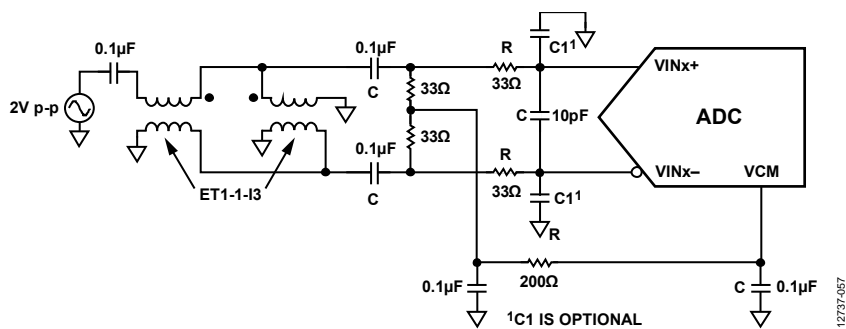 C1¹
0.1µF
0.1µF
R
C
33Ω
33Ω
VINx+
2V p-p
C
10pF
ADC
33Ω
0.1µF
R
VINx–
VCM
ET1-1-I3
C
33Ω
C1¹
R
0.1µF
200Ω
C
0.1µF
¹C1 IS OPTIONAL
12737-057